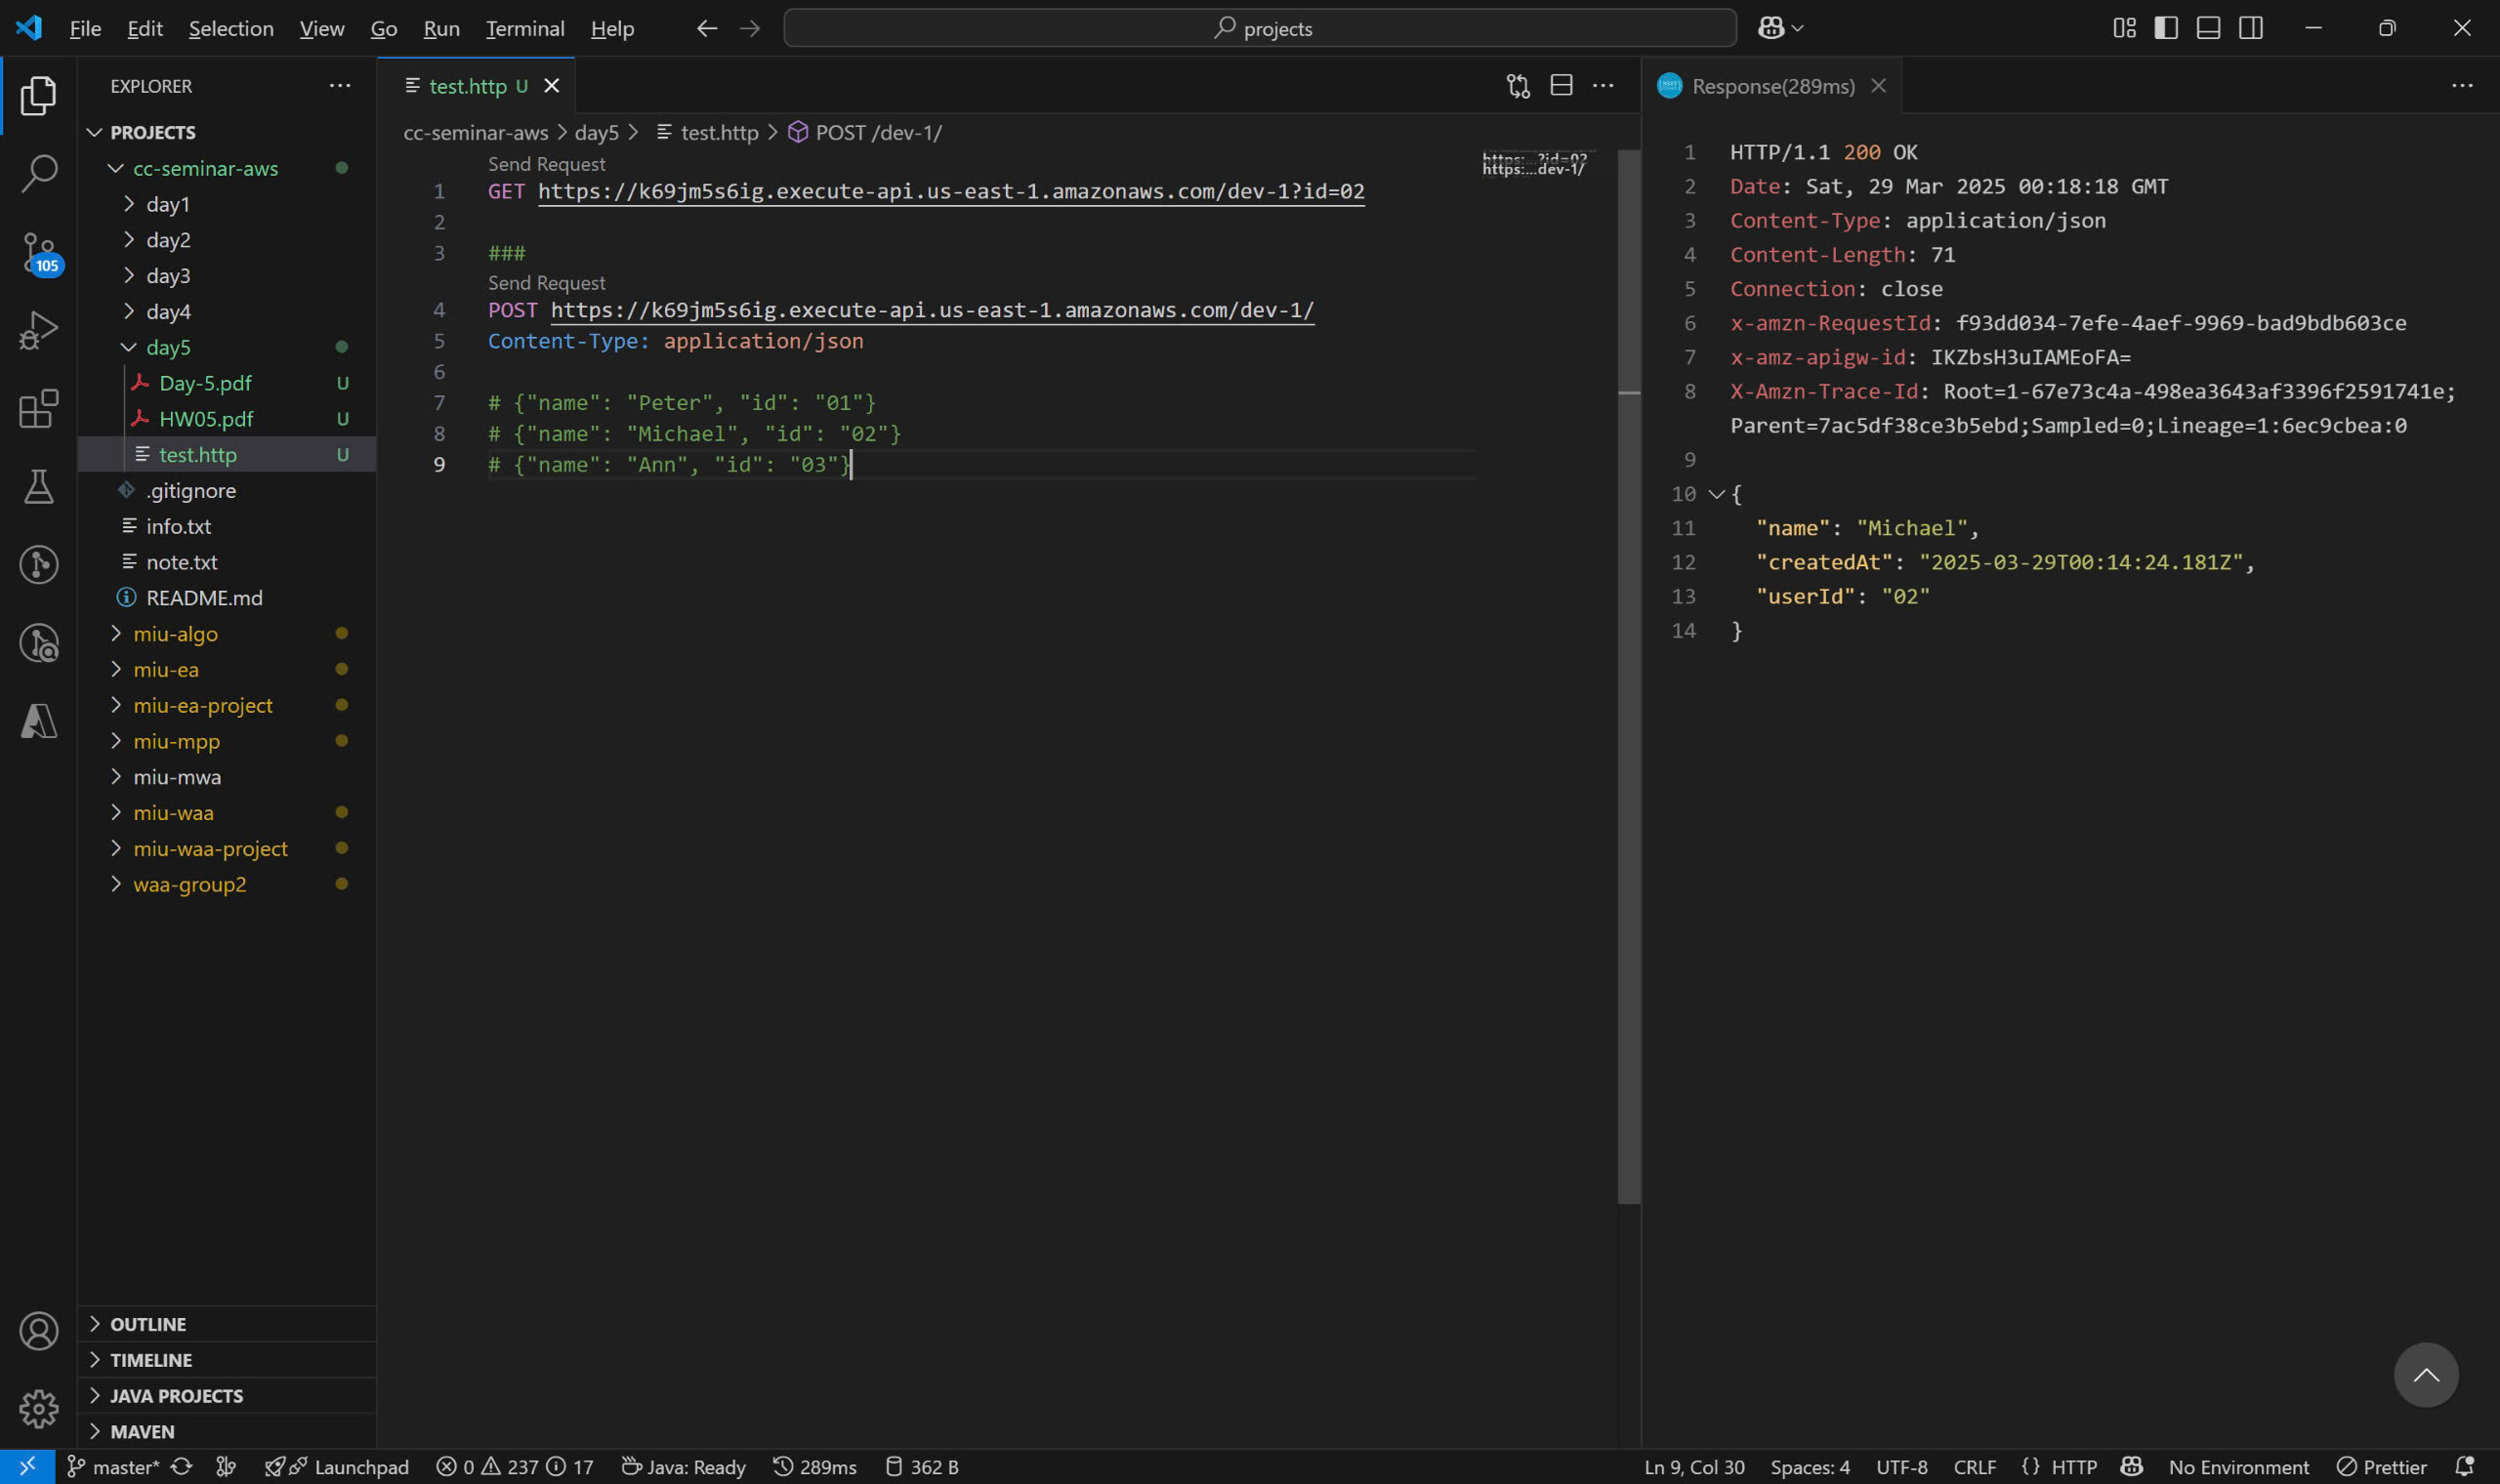 File Edit Selection View Go Run Terminal Help
projects
EXPLORER
PROJECTS
cc-seminar-aws
day1
day2
day3
day4
day5
Day-5.pdf U
HW05.pdf U
test.http U
.gitignore
info.txt
note.txt
README.md
miu-algo
miu-ea
miu-ea-project
miu-mpp
miu-mwa
miu-waa
miu-waa-project
waa-group2
OUTLINE
TIMELINE
JAVA PROJECTS
MAVEN
105
test.http U
cc-seminar-aws > day5 > test.http > POST /dev-1/
Send Request
1 GET https://k69jm5s6ig.execute-api.us-east-1.amazonaws.com/dev-1?id=02
2
3 ###
Send Request
4 POST https://k69jm5s6ig.execute-api.us-east-1.amazonaws.com/dev-1/
5 Content-Type: application/json
6
7 # {"name": "Peter", "id": "01"}
8 # {"name": "Michael", "id": "02"}
9 # {"name": "Ann", "id": "03"}
https:...?id=02
https:...dev-1/
Response(289ms)
1 HTTP/1.1 200 OK
2 Date: Sat, 29 Mar 2025 00:18:18 GMT
3 Content-Type: application/json
4 Content-Length: 71
5 Connection: close
6 x-amzn-RequestId: f93dd034-7efe-4aef-9969-bad9bdb603ce
7 x-amz-apigw-id: IKZbsH3uIAMEoFA=
8 X-Amzn-Trace-Id: Root=1-67e73c4a-498ea3643af3396f2591741e;
Parent=7ac5df38ce3b5ebd;Sampled=0;Lineage=1:6ec9cbea:0
9
10 {
11 "name": "Michael",
12 "createdAt": "2025-03-29T00:14:24.181Z",
13 "userId": "02"
14 }
master* Launchpad 0 237 17 Java: Ready 289ms 362 B Ln 9, Col 30 Spaces: 4 UTF-8 CRLF {} HTTP No Environment Prettier